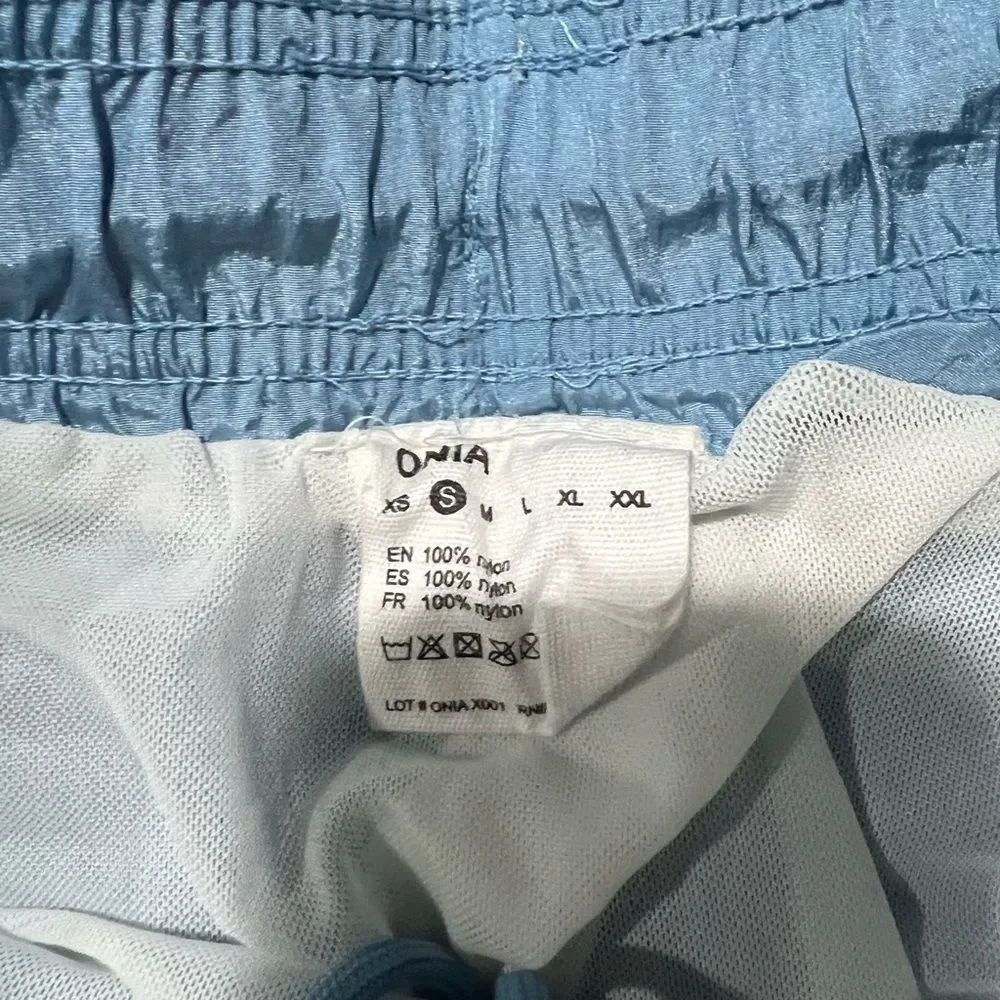 ONIA
XS S M L XL XXL
EN 100% nylon
ES 100% nylon
FR 100% nylon
LOT # ONIA X001